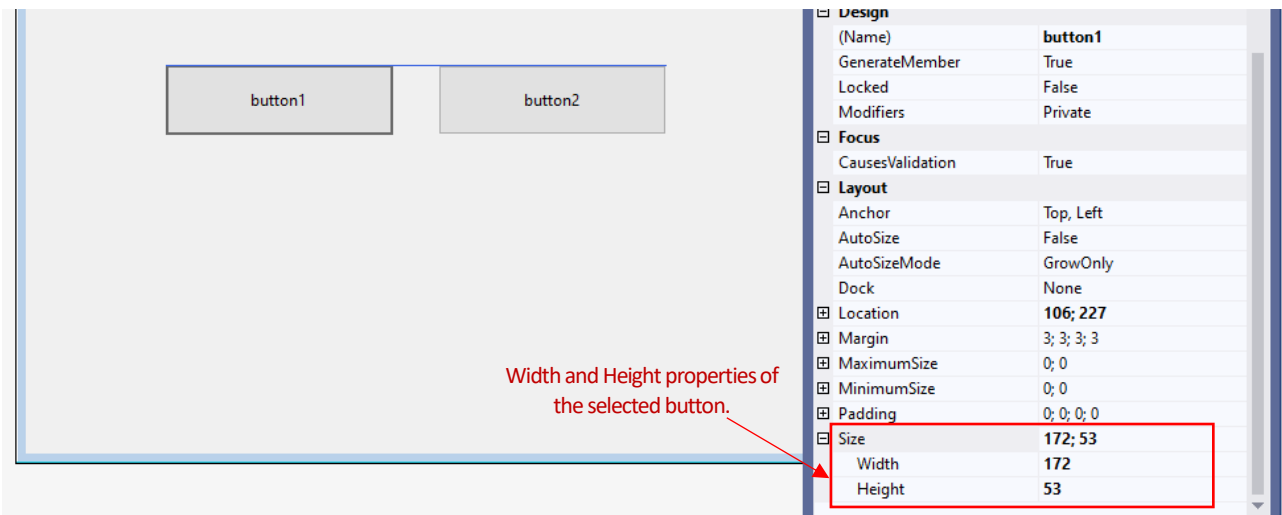 button1
button2
Width and Height properties of
the selected button.
Design
(Name) button1
GenerateMember True
Locked False
Modifiers Private
Focus
CausesValidation True
Layout
Anchor Top, Left
AutoSize False
AutoSizeMode GrowOnly
Dock None
Location 106; 227
Margin 3; 3; 3; 3
MaximumSize 0; 0
MinimumSize 0; 0
Padding 0; 0; 0; 0
Size 172; 53
Width 172
Height 53